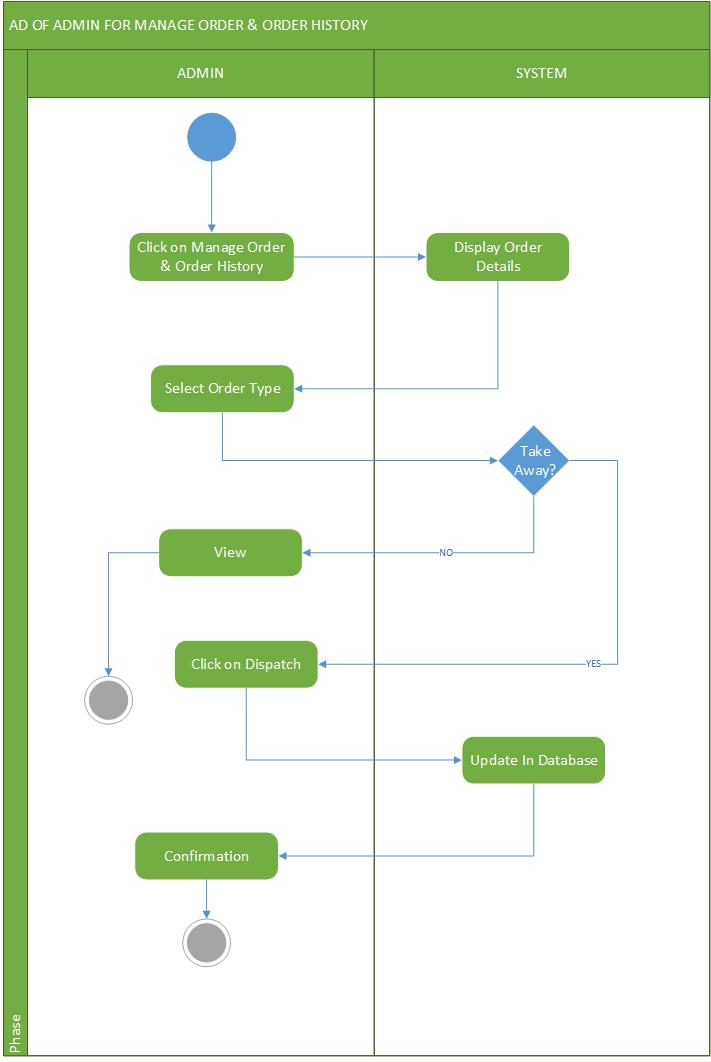 AD OF ADMIN FOR MANAGE ORDER & ORDER HISTORY
ADMIN
SYSTEM
Click on Manage Order
& Order History
Display Order
Details
Select Order Type
Take
Away?
View
NO
Click on Dispatch
YES
Update In Database
Confirmation
Phase